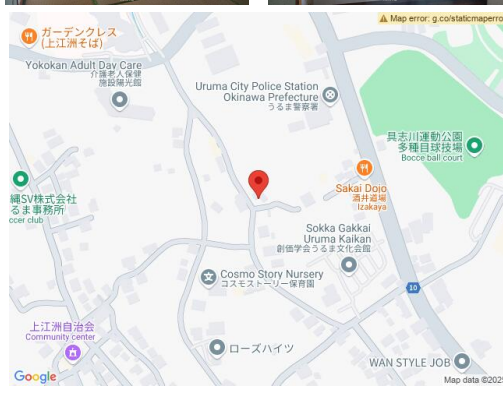 Map error: g.co/staticmaperro
ガーデンクレス
(上江洲そば)
Yokokan Adult Day Care
介護老人保健
施設陽光館
Uruma City Police Station
Okinawa Prefecture
うるま警察署
具志川運動公園
多種目球技場
Bocce ball court
Sakai Dojo
酒井道場
Izakaya
縄SV株式会社
るま事務所
ccer club
Sokka Gakkai
Uruma Kaikan
創価学会うるま文化会館
Cosmo Story Nursery
コスモストーリー保育園
10
上江洲自治会
Community center
ローズハイツ
WAN STYLE JOB
Google
Map data ©2025